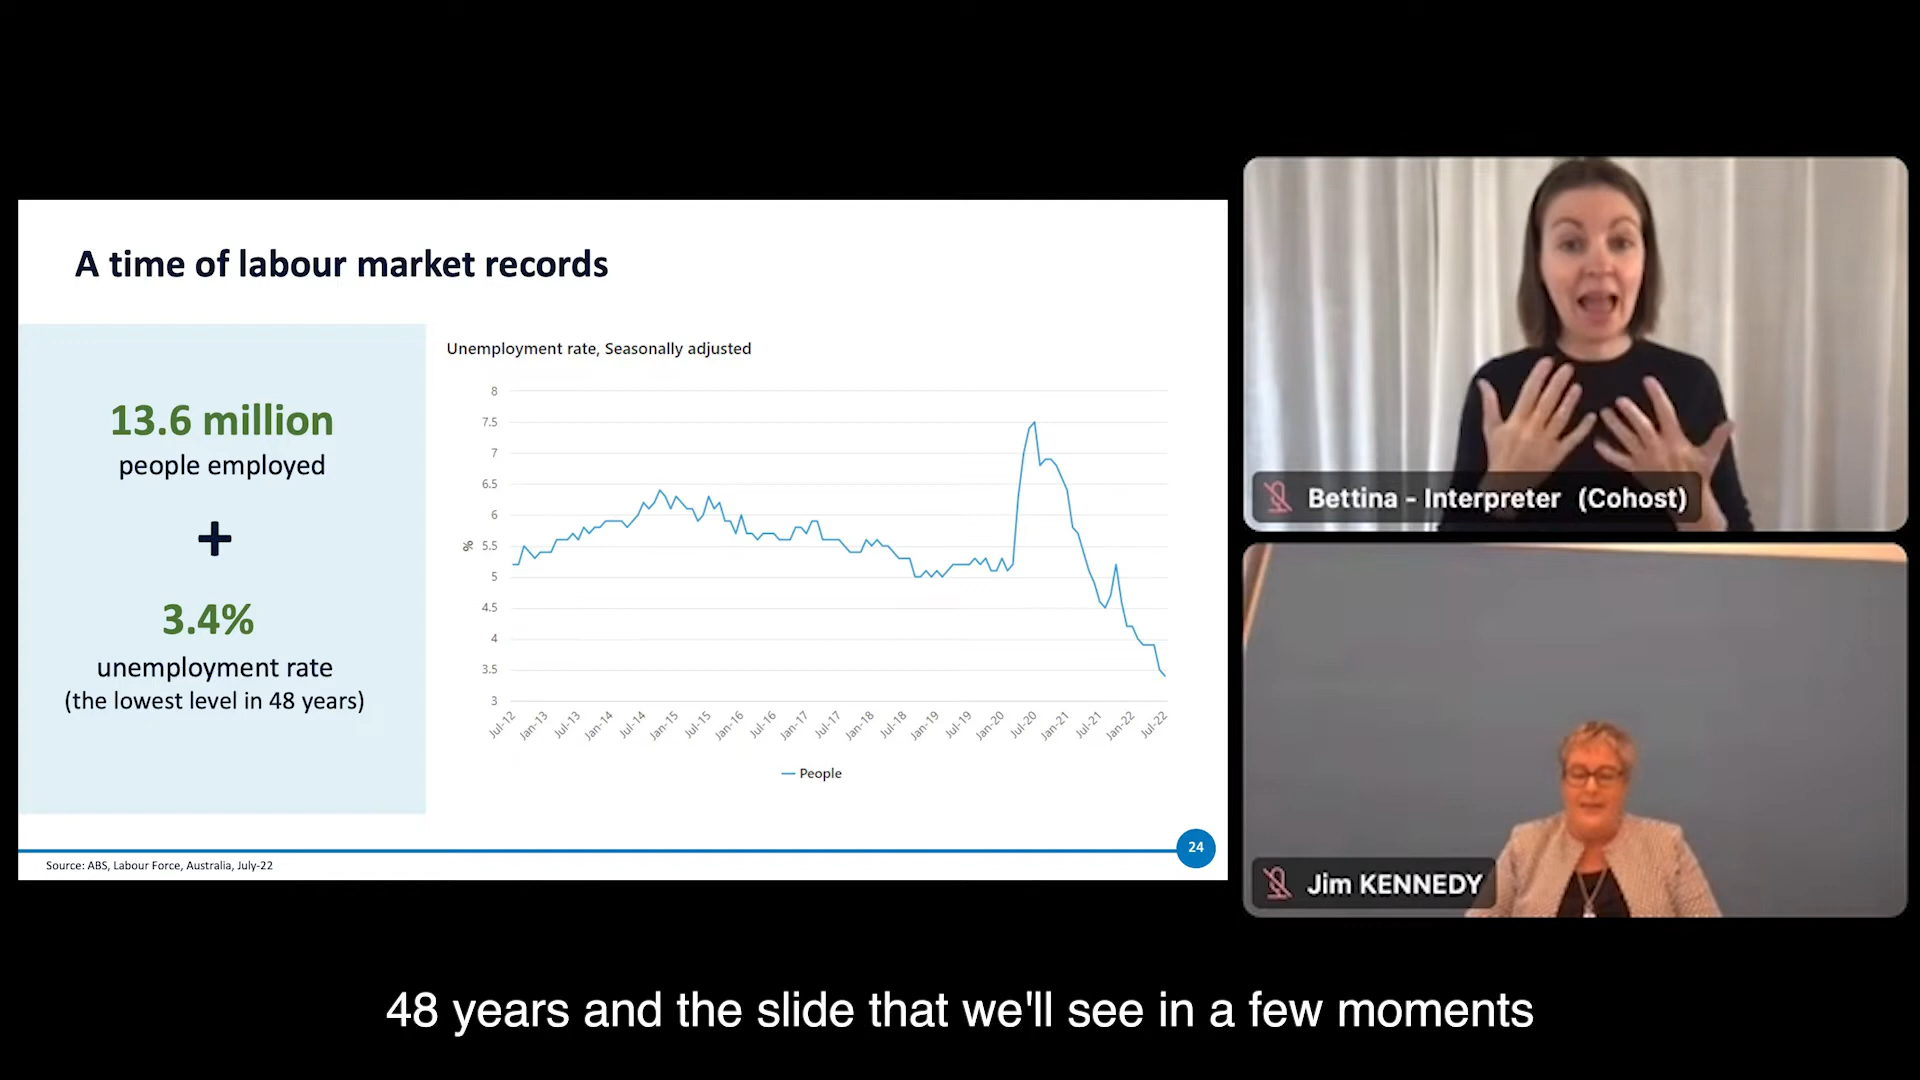 A time of labour market records
13.6 million
people employed
+
3.4%
unemployment rate
(the lowest level in 48 years)
Unemployment rate, Seasonally adjusted
8
7.5
7
6.5
6
5.5
5
4.5
4
3.5
3
%
Jul-12
Jan-13
Jul-13
Jan-14
Jul-14
Jan-15
Jul-15
Jan-16
Jul-16
Jan-17
Jul-17
Jan-18
Jul-18
Jan-19
Jul-19
Jan-20
Jul-20
Jan-21
Jul-21
Jan-22
Jul-22
People
24
Source: ABS, Labour Force, Australia, July-22
Bettina - Interpreter (Cohost)
Jim KENNEDY
48 years and the slide that we'll see in a few moments